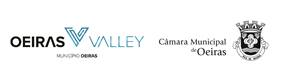 OEIRAS VALLEY
MUNICÍPIO OEIRAS
Câmara Municipal
de Oeiras